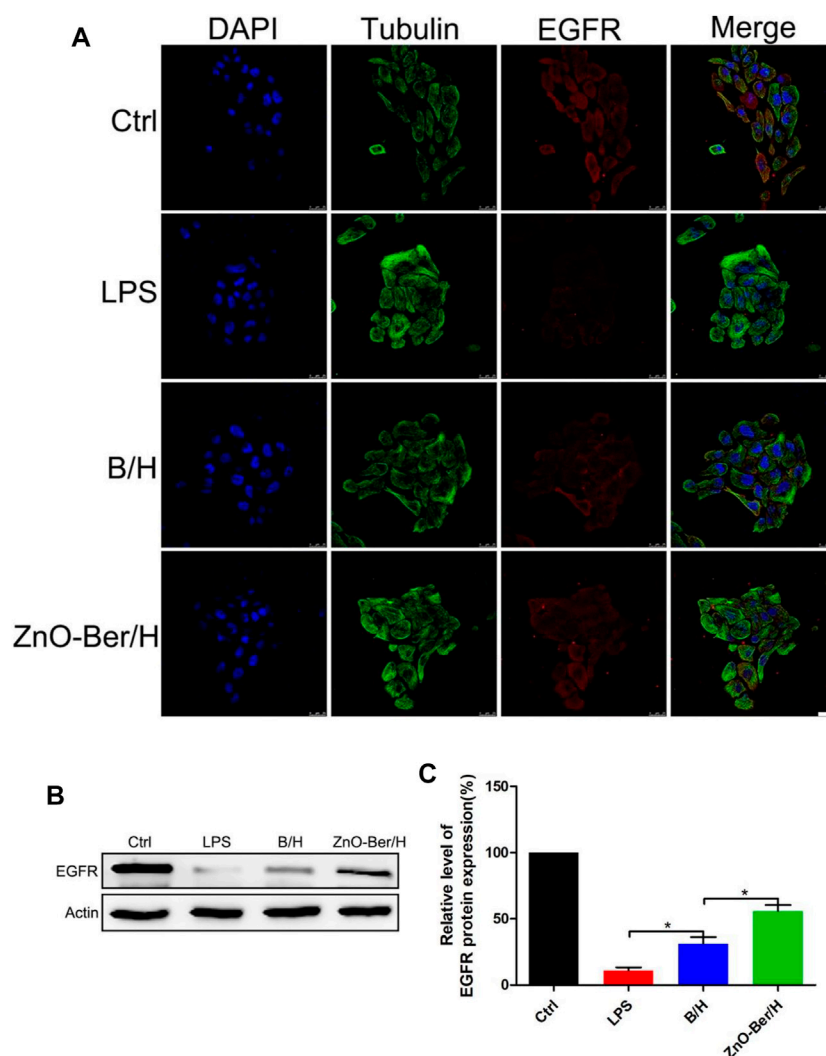 A
DAPI Tubulin EGFR Merge
Ctrl
LPS
B/H
ZnO-Ber/H
B
Ctrl LPS B/H ZnO-Ber/H
EGFR
Actin
C
Relative level of
EGFR protein expression(%)
150
100
50
0
*
*
Ctrl
LPS
B/H
ZnO-Ber/H